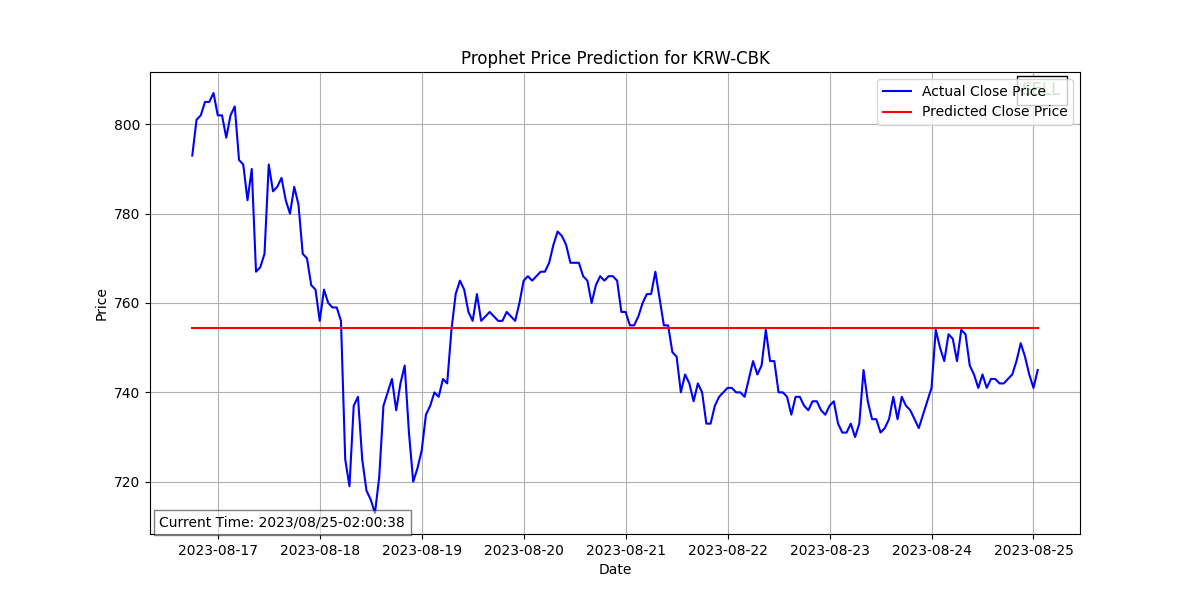 Prophet Price Prediction for KRW-CBK
Actual Close Price
Predicted Close Price
800
780
760
740
720
Price
Current Time: 2023/08/25-02:00:38
2023-08-17 2023-08-18 2023-08-19 2023-08-20 2023-08-21 2023-08-22 2023-08-23 2023-08-24 2023-08-25
Date